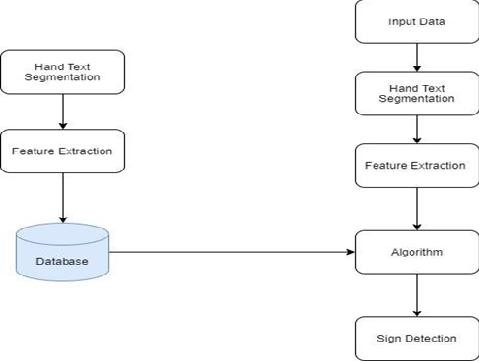 Hand Text
Segmentation
Feature Extraction
Database
Input Data
Hand Text
Segmentation
Feature Extraction
Algorithm
Sign Detection